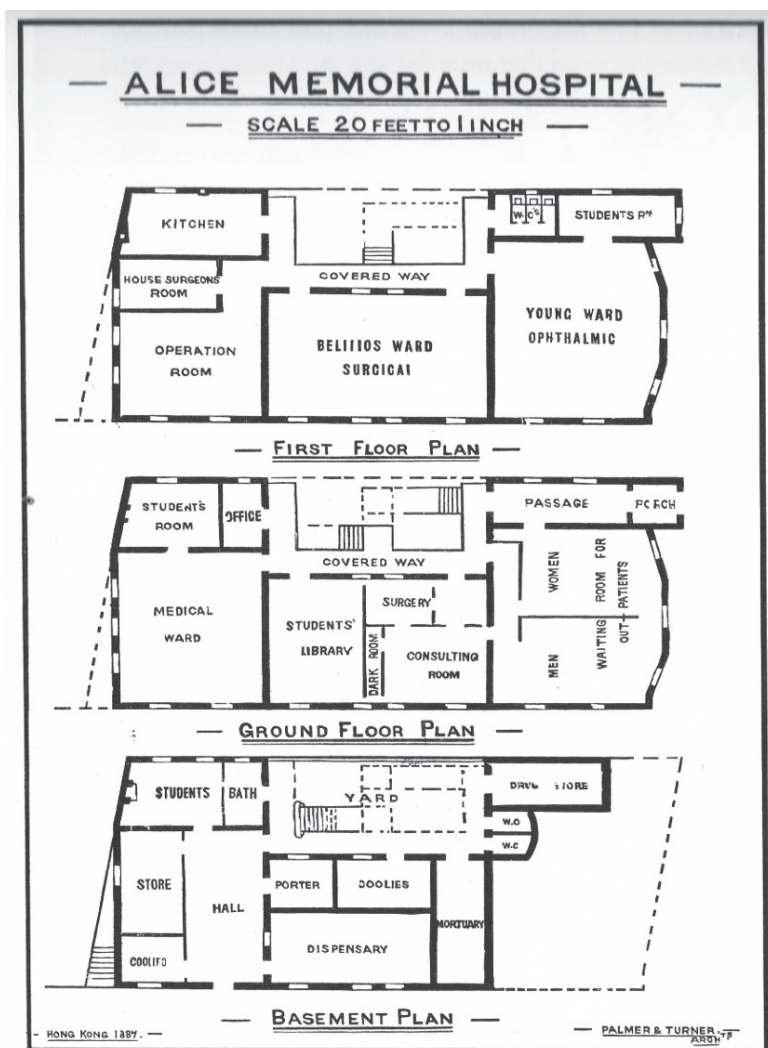 — ALICE MEMORIAL HOSPITAL —
— SCALE 20 FEET TO 1 INCH —
KITCHEN
W.C.S
STUDENTS RM
COVERED WAY
HOUSE SURGEONS
ROOM
OPERATION
ROOM
BELILIOS WARD
SURGICAL
YOUNG WARD
OPHTHALMIC
— FIRST FLOOR PLAN —
STUDENT'S
ROOM
OFFICE
PASSAGE
PORCH
COVERED WAY
MEDICAL
WARD
STUDENTS'
LIBRARY
SURGERY
DARK ROOM
CONSULTING
ROOM
WOMEN
MEN
WAITING ROOM FOR
OUT-PATIENTS
— GROUND FLOOR PLAN —
STUDENTS
BATH
YARD
DRUG STORE
W.C
W.C
STORE
HALL
PORTER
COOLIES
MORTUARY
DISPENSARY
COOLIES
— BASEMENT PLAN —
— HONG KONG 1887. —
— PALMER & TURNER.
ARCHTS